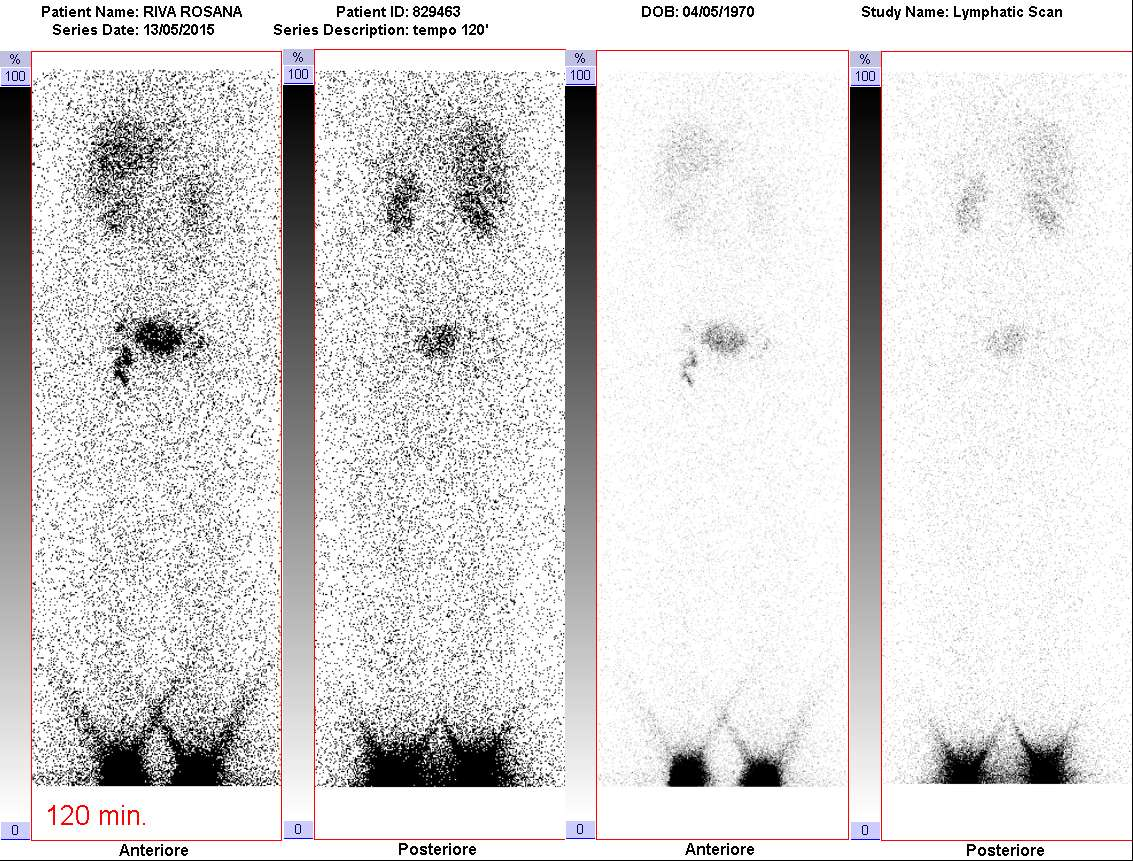 Patient Name: RIVA ROSANA Patient ID: 829463 DOB: 04/05/1970 Study Name: Lymphatic Scan
Series Date: 13/05/2015 Series Description: tempo 120'
% % % %
100 100 100 100
120 min.
0 0 0 0
Anteriore Posteriore Anteriore Posteriore